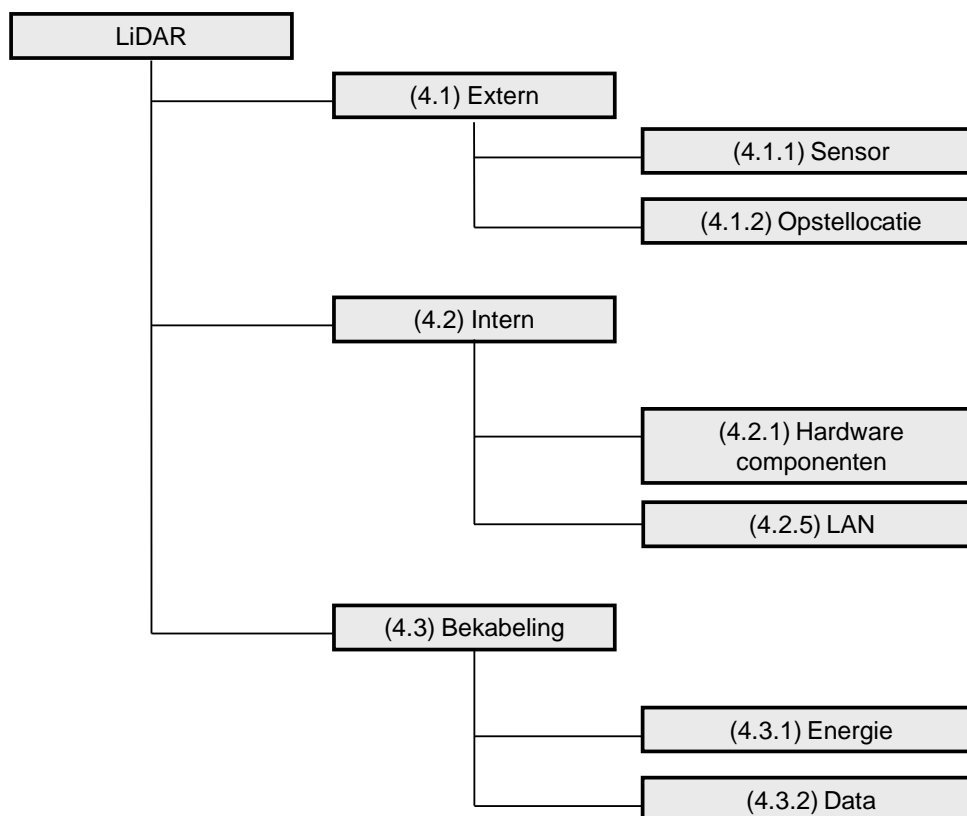 LiDAR
(4.1) Extern
(4.1.1) Sensor
(4.1.2) Opstellocatie
(4.2) Intern
(4.2.1) Hardware
componenten
(4.2.5) LAN
(4.3) Bekabeling
(4.3.1) Energie
(4.3.2) Data